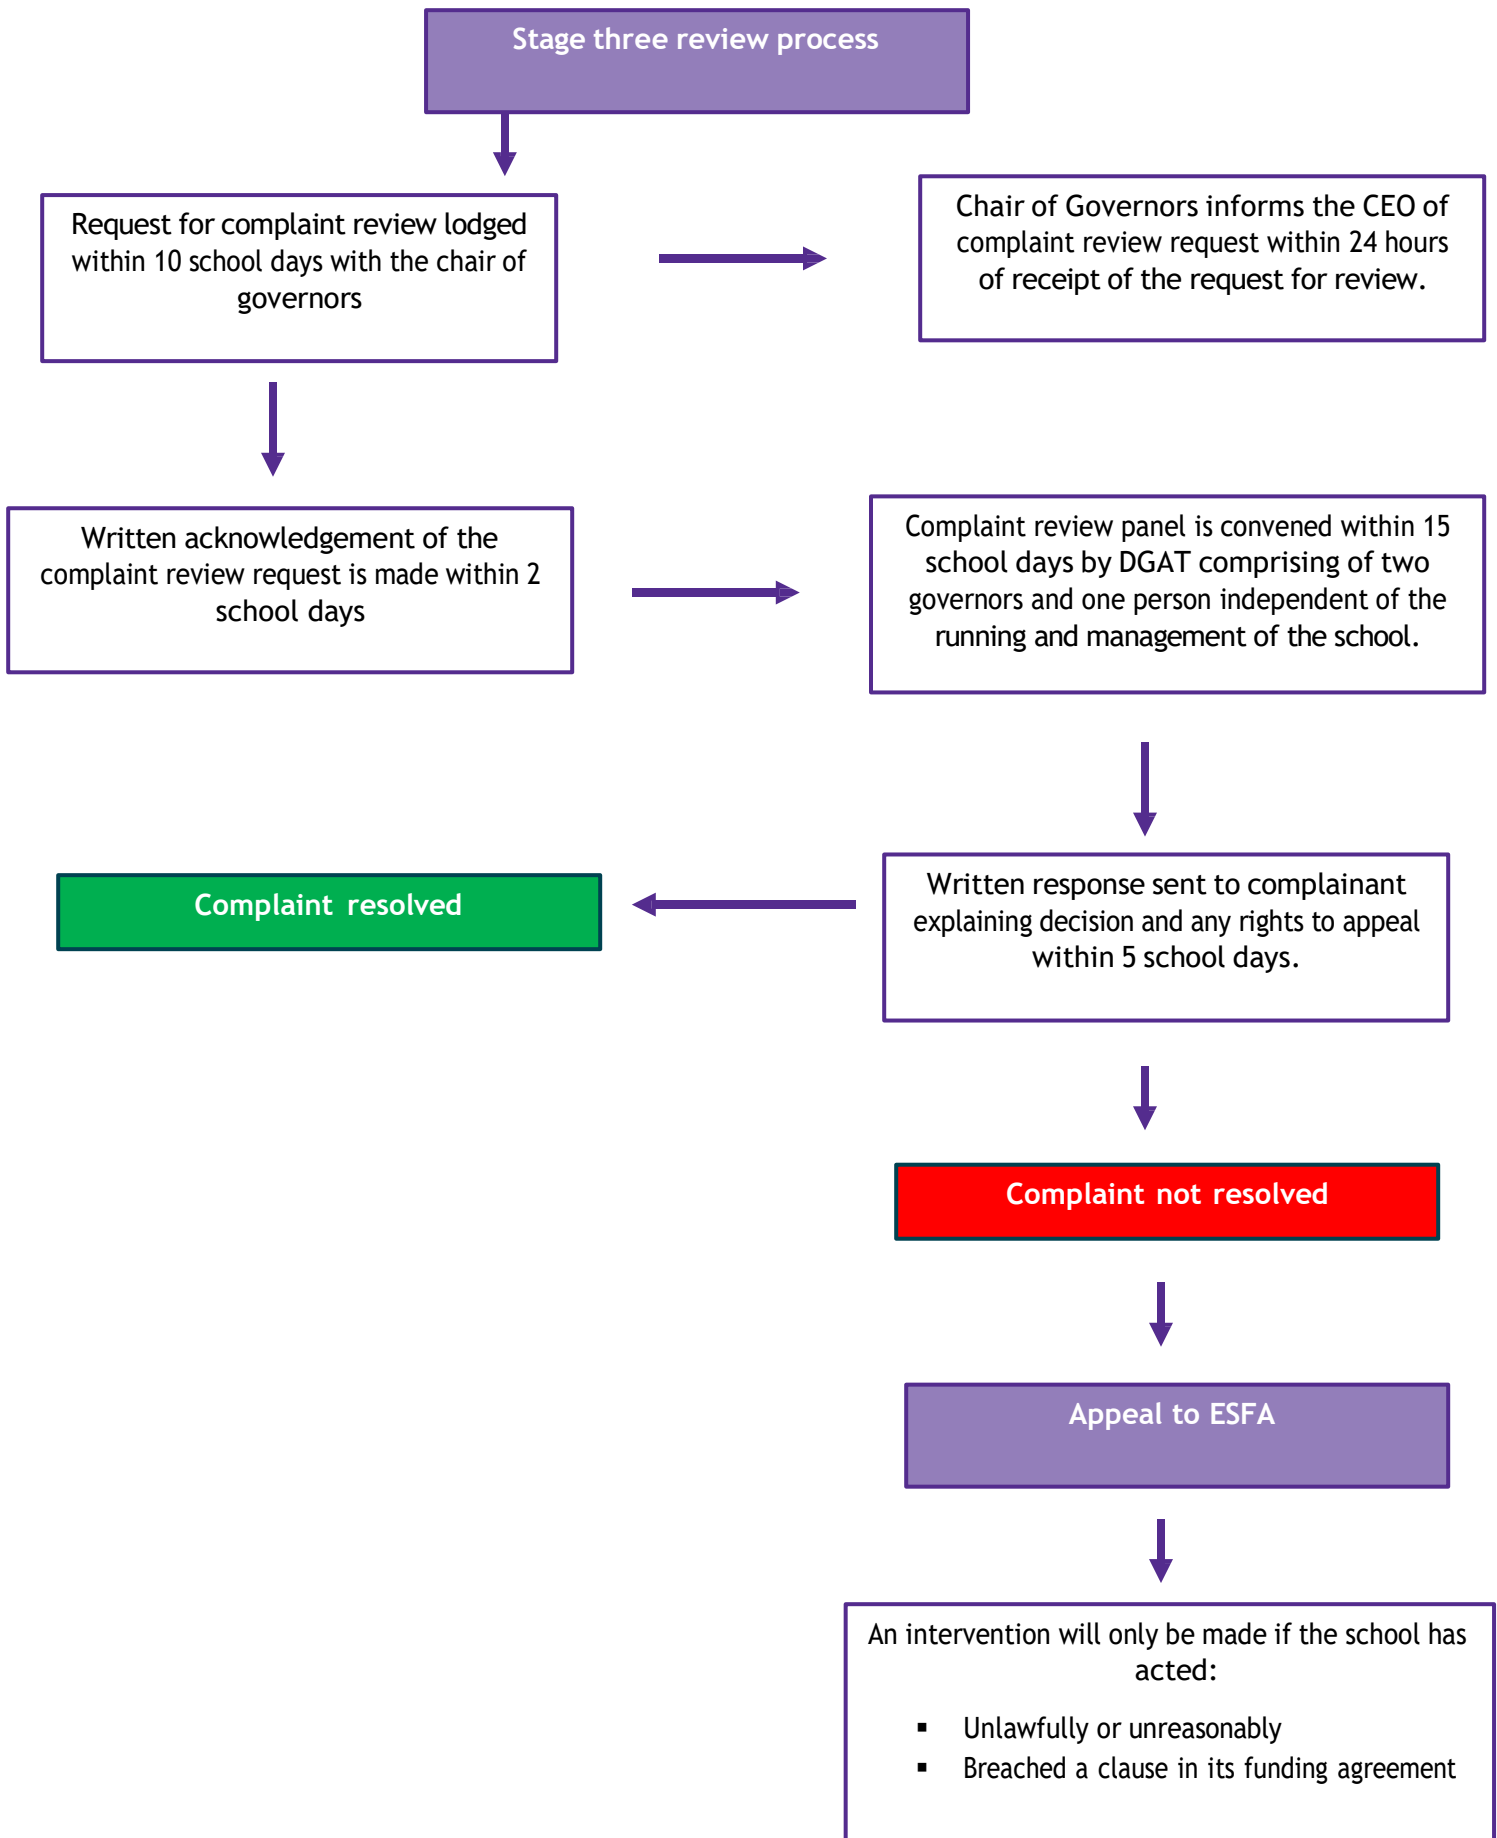 Stage three review process
Request for complaint review lodged
within 10 school days with the chair of
governors
Chair of Governors informs the CEO of
complaint review request within 24 hours
of receipt of the request for review.
Written acknowledgement of the
complaint review request is made within 2
school days
Complaint review panel is convened within 15
school days by DGAT comprising of two
governors and one person independent of the
running and management of the school.
Written response sent to complainant
explaining decision and any rights to appeal
within 5 school days.
Complaint resolved
Complaint not resolved
Appeal to ESFA
An intervention will only be made if the school has
acted:
▪ Unlawfully or unreasonably
▪ Breached a clause in its funding agreement